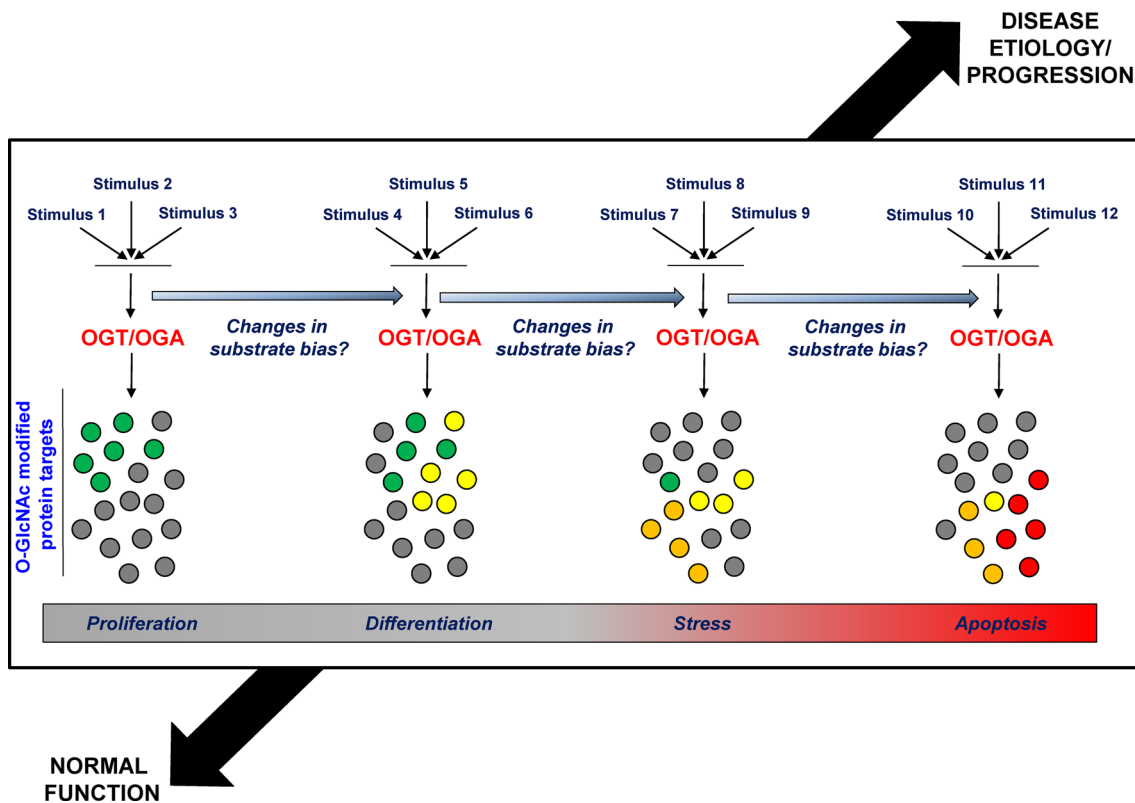 DISEASE
ETIOLOGY/
PROGRESSION
Stimulus 2
Stimulus 1
Stimulus 3
Stimulus 5
Stimulus 4
Stimulus 6
Stimulus 8
Stimulus 7
Stimulus 9
Stimulus 11
Stimulus 10
Stimulus 12
OGT/OGA
Changes in
substrate bias?
OGT/OGA
Changes in
substrate bias?
OGT/OGA
Changes in
substrate bias?
OGT/OGA
O-GlcNAc modified
protein targets
Proliferation
Differentiation
Stress
Apoptosis
NORMAL
FUNCTION